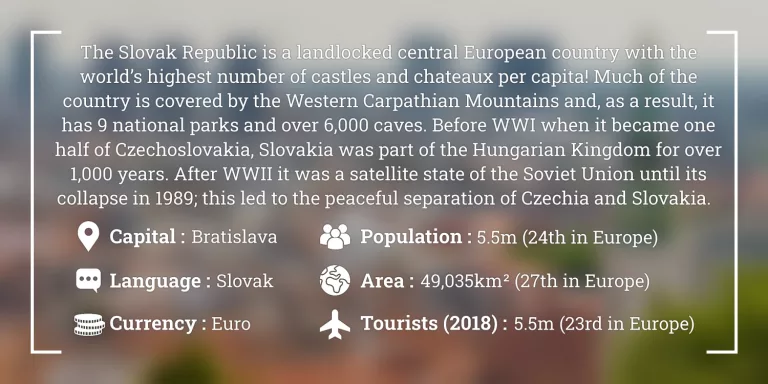 The Slovak Republic is a landlocked central European country with the
world's highest number of castles and chateaux per capita! Much of the
country is covered by the Western Carpathian Mountains and, as a result, it
has 9 national parks and over 6,000 caves. Before WWI when it became one
half of Czechoslovakia, Slovakia was part of the Hungarian Kingdom for over
1,000 years. After WWII it was a satellite state of the Soviet Union until its
collapse in 1989; this led to the peaceful separation of Czechia and Slovakia.
Capital : Bratislava
Population : 5.5m (24th in Europe)
Language : Slovak
Area : 49,035km² (27th in Europe)
Currency : Euro
Tourists (2018) : 5.5m (23rd in Europe)